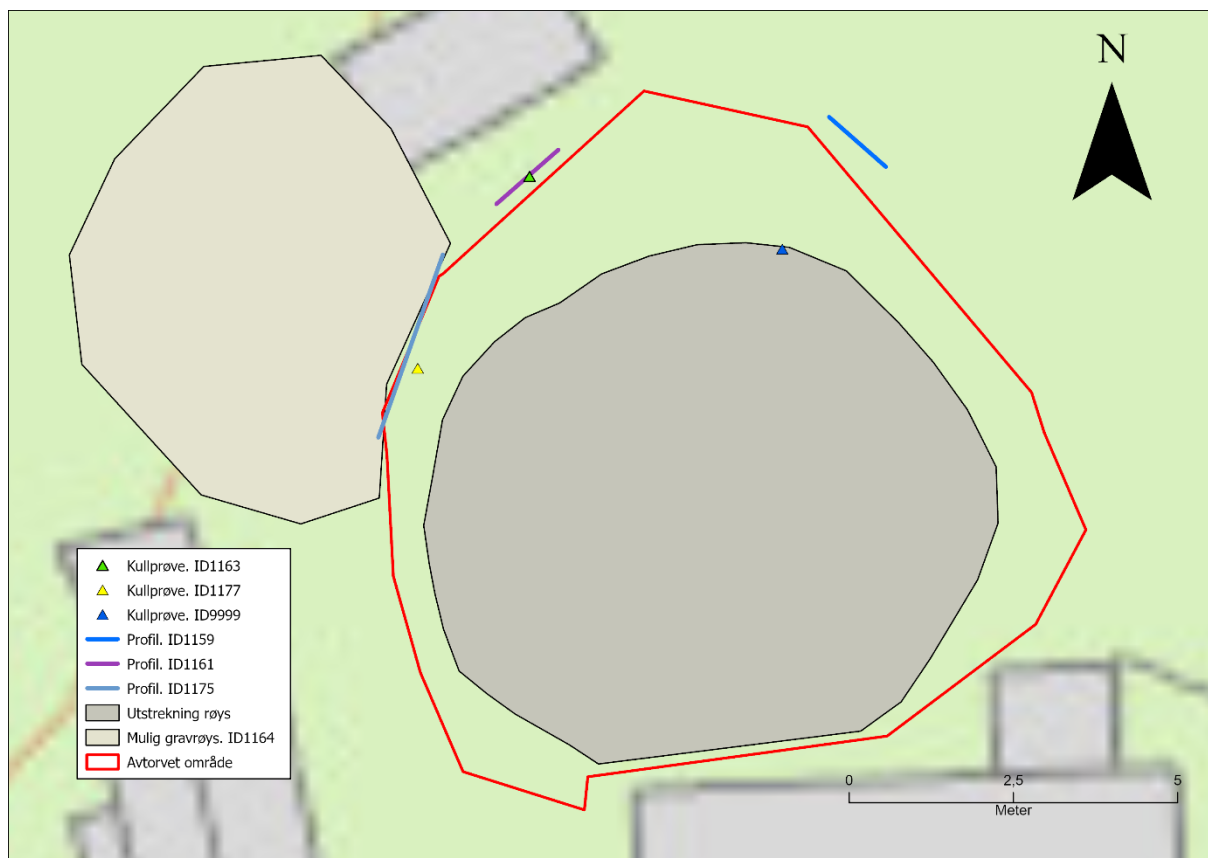 N
Kullprøve. ID1163
Kullprøve. ID1177
Kullprøve. ID9999
Profil. ID1159
Profil. ID1161
Profil. ID1175
Utstrekning røys
Mulig gravrøys. ID1164
Avtorvet område
0 2,5 5
Meter